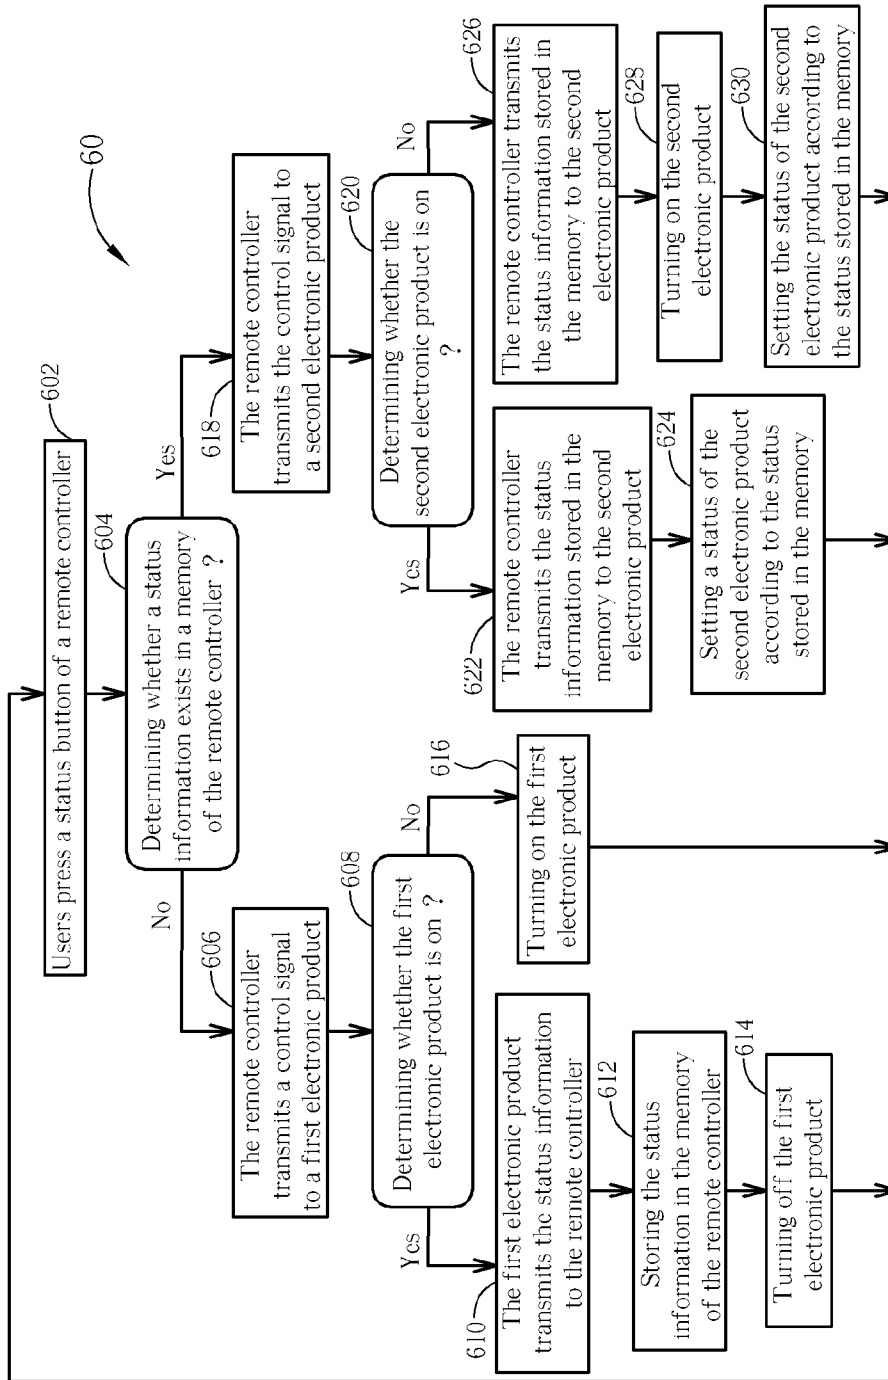 60
Users press a status button of a remote controller
602
Determining whether a status
information exists in a memory
of the remote controller ?
604
No
Yes
The remote controller
transmits a control signal
to a first electronic product
606
Determining whether the first
electronic product is on ?
608
Yes
No
610
The first electronic product
transmits the status information
to the remote controller
Storing the status
information in the memory
of the remote controller
612
Turning off the first
electronic product
614
616
Turning on the first
electronic product
618
The remote controller
transmits the control signal to
a second electronic product
Determining whether the
second electronic product is on
?
620
Yes
No
622
The remote controller
transmits the status
information stored in the
memory to the second
electronic product
Setting a status of the
second electronic product
according to the status
stored in the memory
624
The remote controller transmits
the status information stored in
the memory to the second
electronic product
626
Turning on the second
electronic product
628
Setting the status of the second
electronic product according to
the status stored in the memory
630